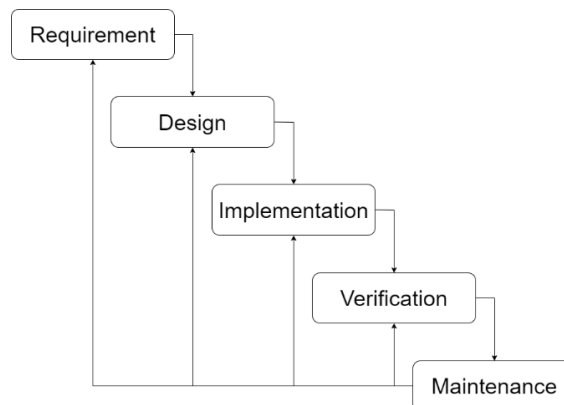 Requirement
Design
Implementation
Verification
Maintenance